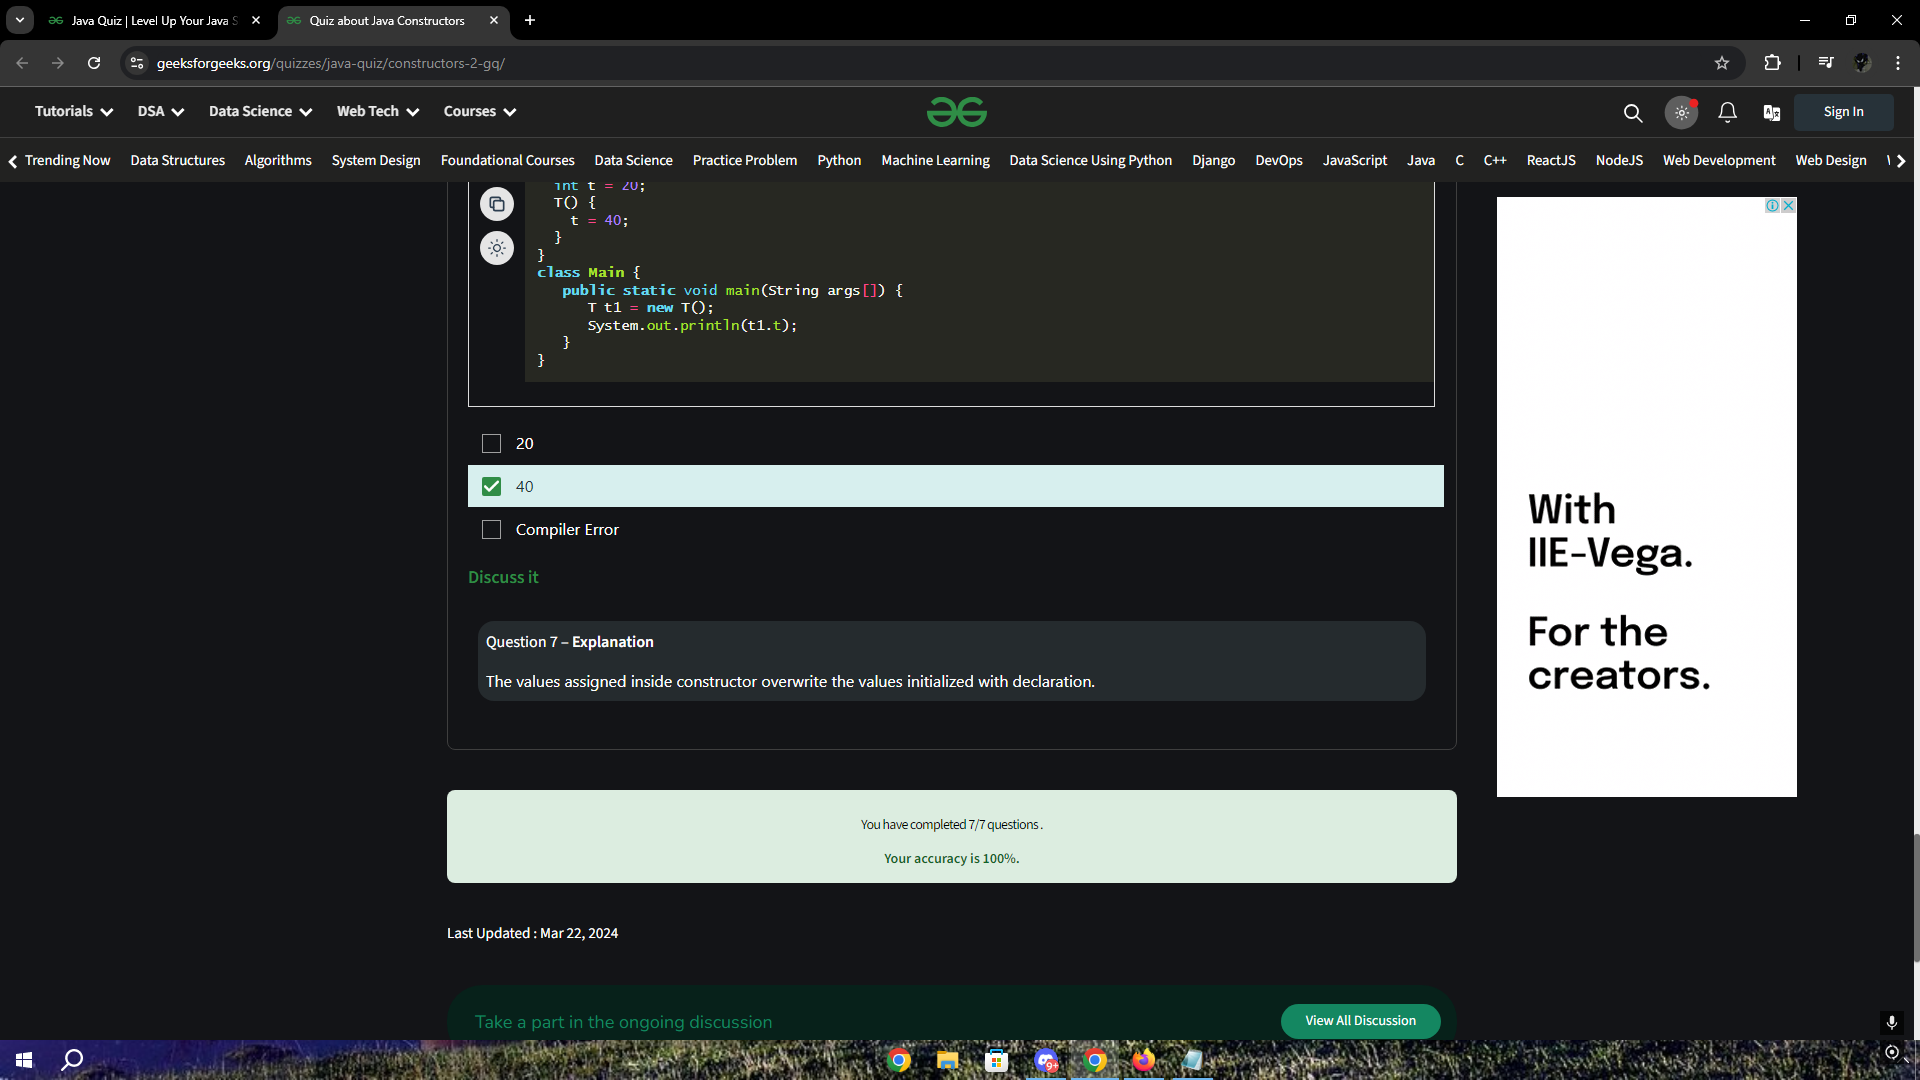 Java Quiz | Level Up Your Java S
Quiz about Java Constructors
geeksforgeeks.org/quizzes/java-quiz/constructors-2-gq/
Tutorials DSA Data Science Web Tech Courses Sign In
Trending Now Data Structures Algorithms System Design Foundational Courses Data Science Practice Problem Python Machine Learning Data Science Using Python Django DevOps JavaScript Java C C++ ReactJS NodeJS Web Development Web Design
int t = 20;
T() {
t = 40;
}
}
class Main {
public static void main(String args[]) {
T t1 = new T();
System.out.println(t1.t);
}
}
20
40
Compiler Error
Discuss it
Question 7 – Explanation
The values assigned inside constructor overwrite the values initialized with declaration.
You have completed 7/7 questions .
Your accuracy is 100%.
Last Updated : Mar 22, 2024
Take a part in the ongoing discussion
View All Discussion
With
IIE-Vega.
For the
creators.
9+